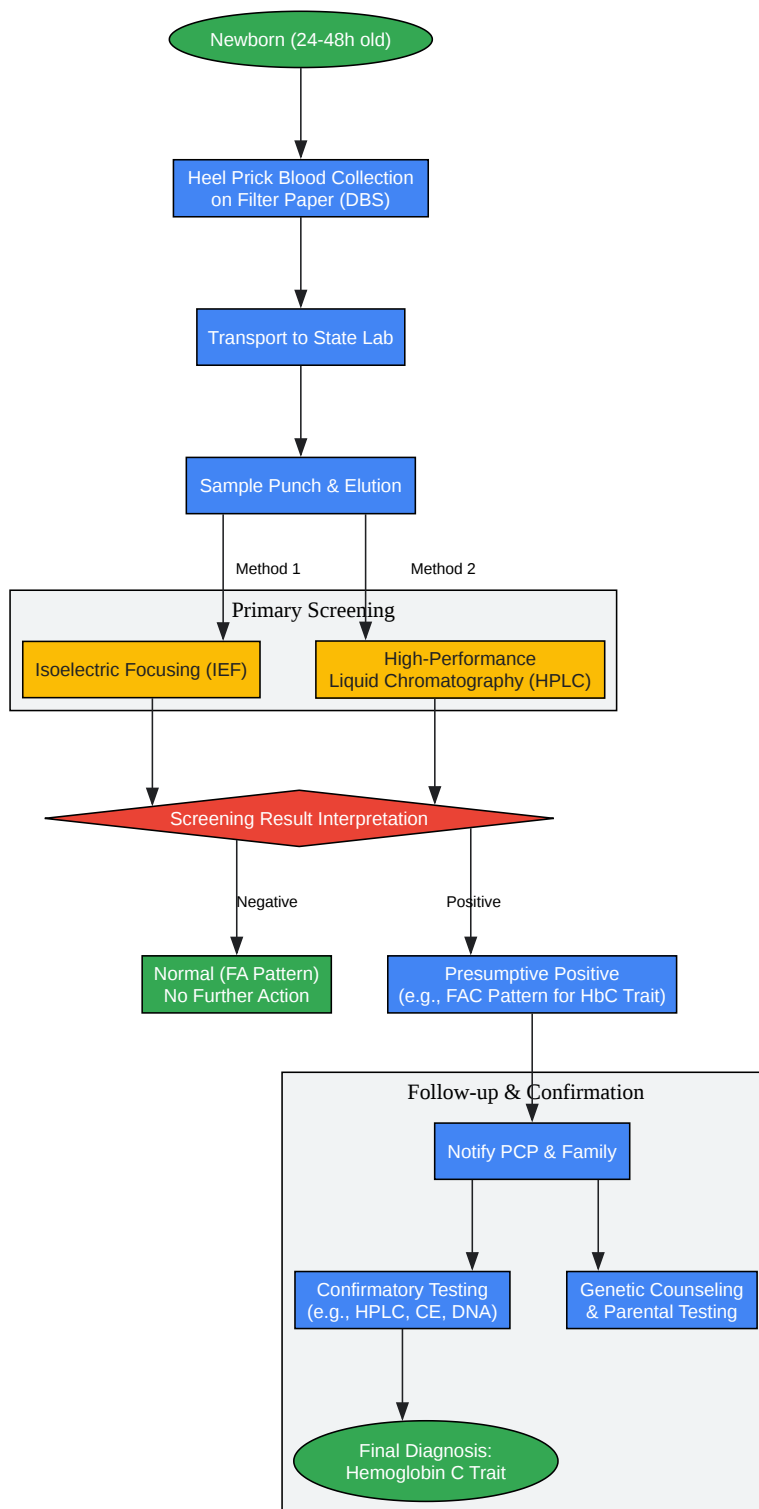 Newborn (24-48h old)
Heel Prick Blood Collection
on Filter Paper (DBS)
Transport to State Lab
Sample Punch & Elution
Method 1
Method 2
Primary Screening
Isoelectric Focusing (IEF)
High-Performance
Liquid Chromatography (HPLC)
Screening Result Interpretation
Negative
Positive
Normal (FA Pattern)
No Further Action
Presumptive Positive
(e.g., FAC Pattern for HbC Trait)
Follow-up & Confirmation
Notify PCP & Family
Confirmatory Testing
(e.g., HPLC, CE, DNA)
Genetic Counseling
& Parental Testing
Final Diagnosis:
Hemoglobin C Trait